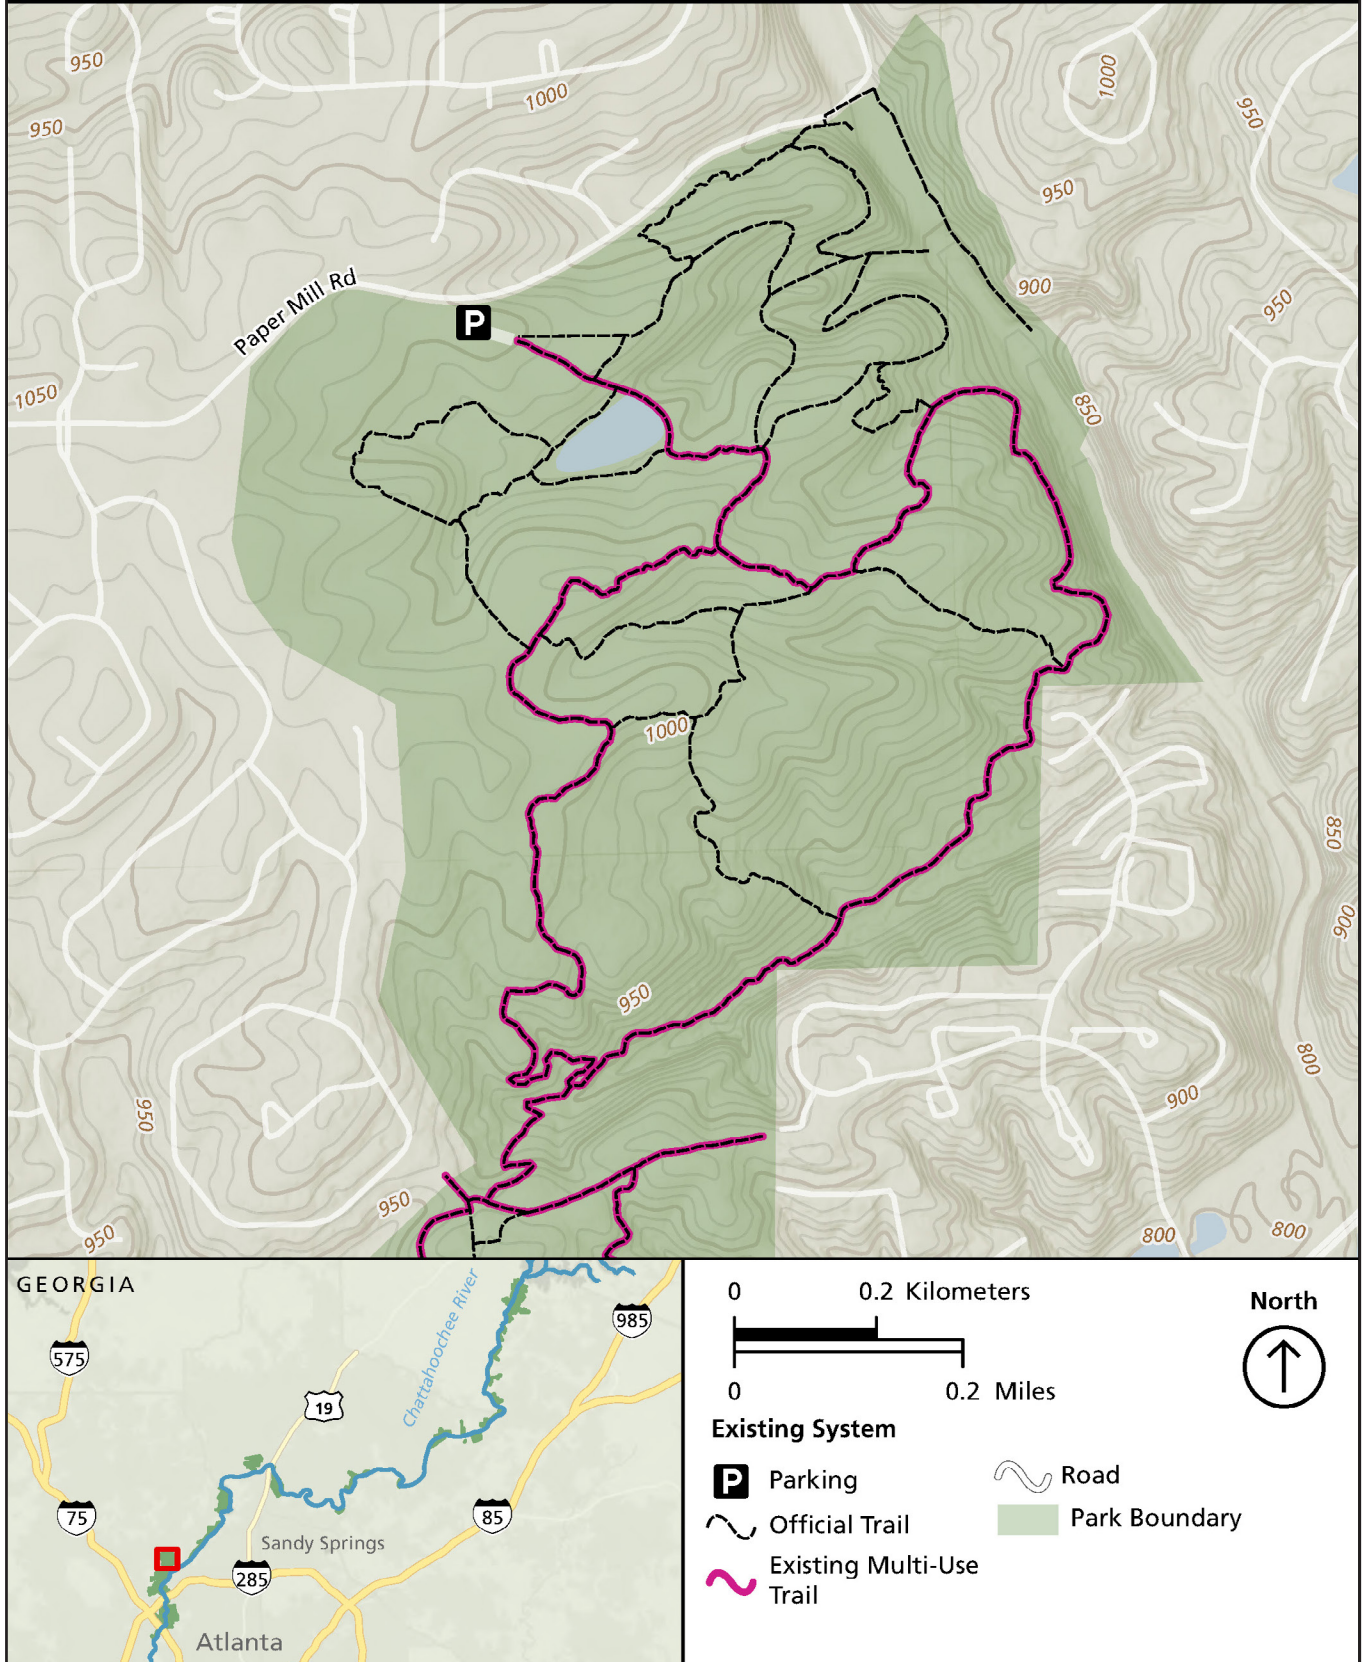 950
1000
1000
950
950
950
Paper Mill Rd
P
900
950
1050
850
1000
850
900
950
800
900
950
950
950
800
800
GEORGIA
Chattahoochee River
985
575
19
75
85
Sandy Springs
285
Atlanta
0 0.2 Kilometers
0 0.2 Miles
North
Existing System
P Parking
Road
Official Trail
Park Boundary
Existing Multi-Use
Trail